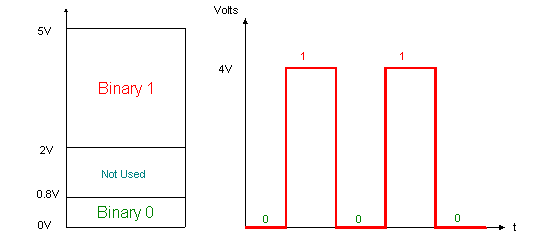 5V
Binary 1
2V
Not Used
0.8V
Binary 0
0V
Volts
4V
1
1
0
0
0
t